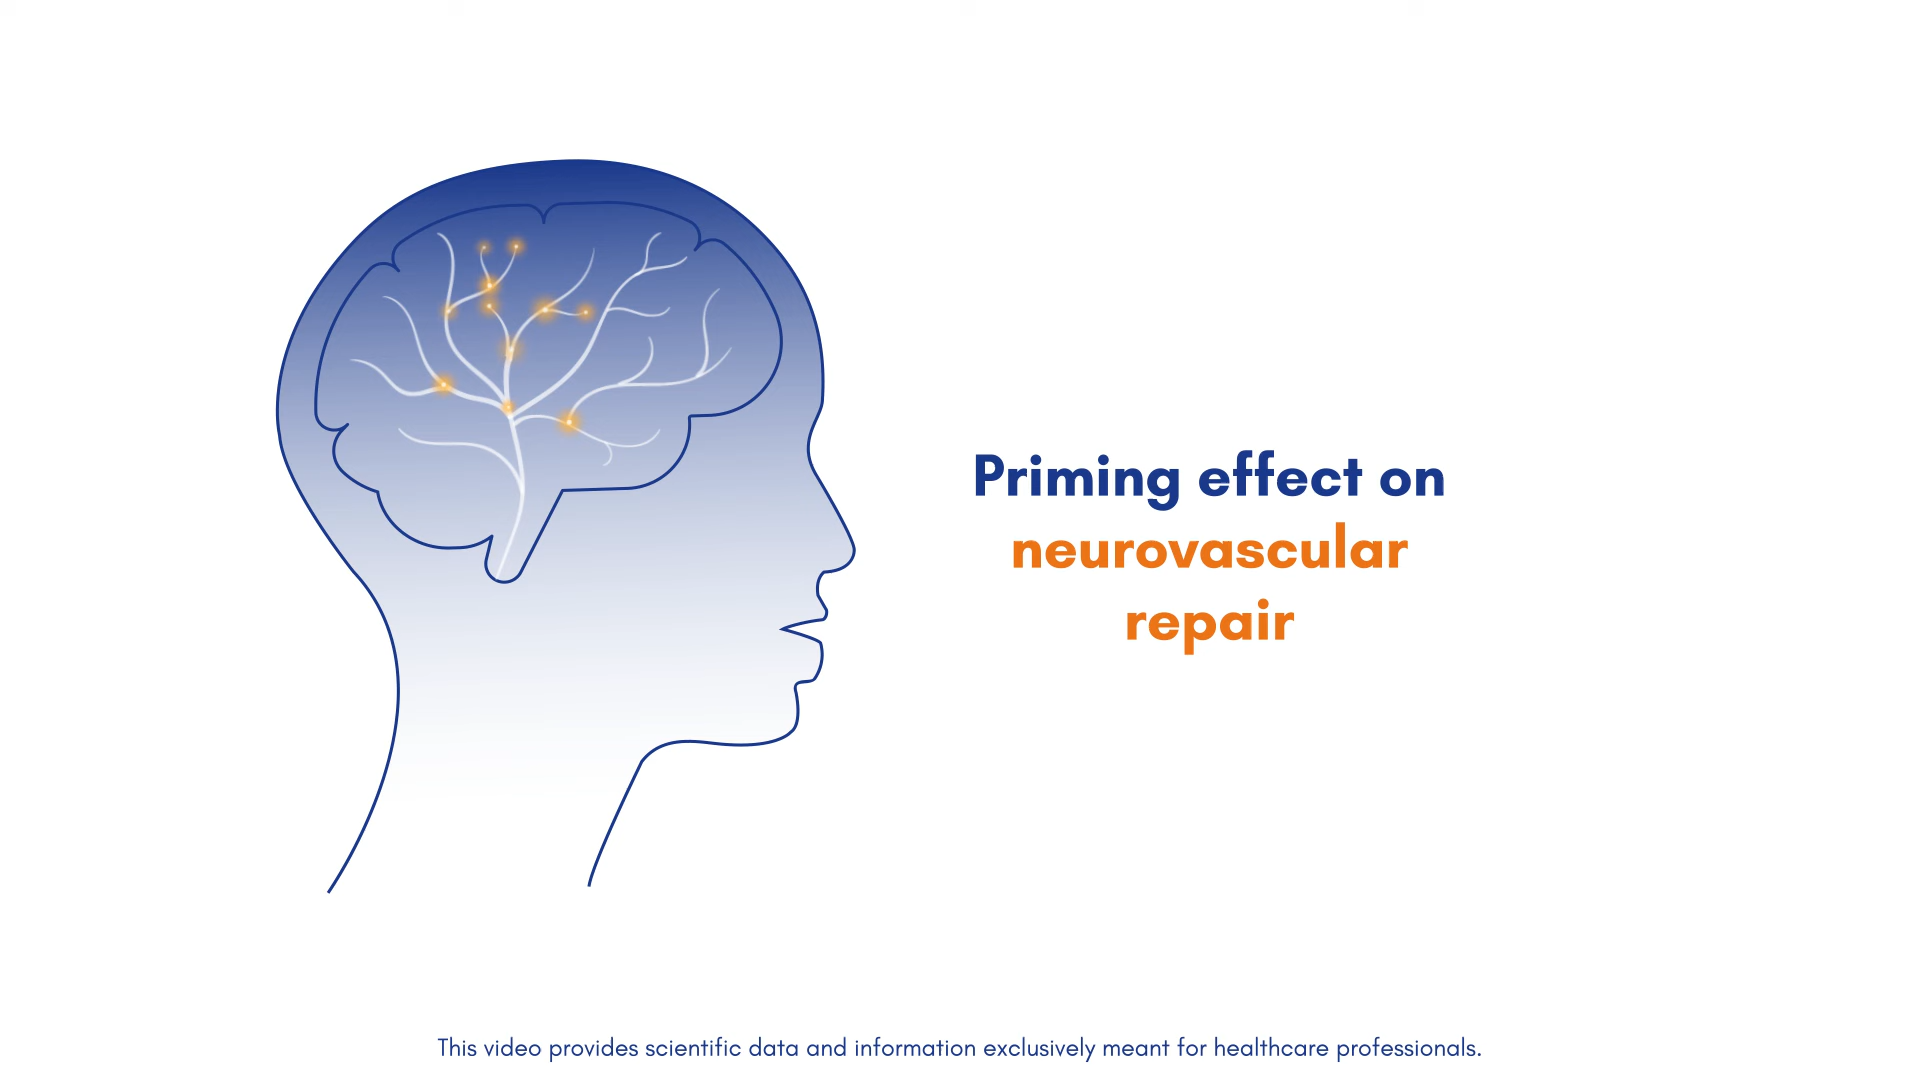 Priming effect on
neurovascular
repair
This video provides scientific data and information exclusively meant for healthcare professionals.